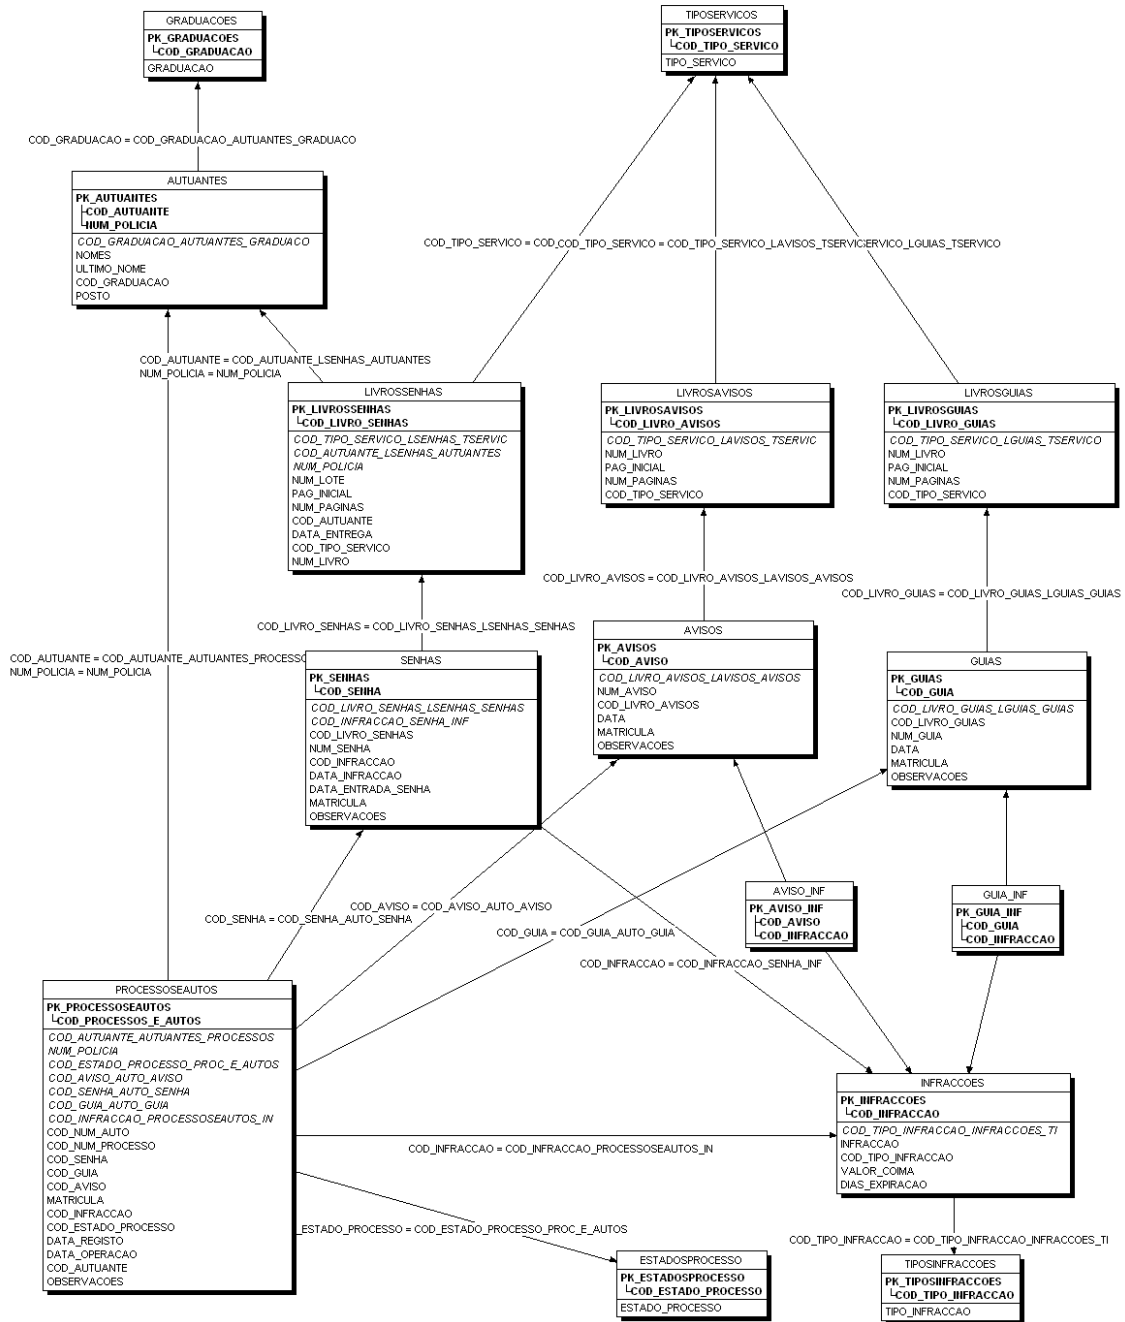 GRADUACOES
PK_GRADUACOES
COD_GRADUACAO
GRADUACAO
TIPOSERVICOS
PK_TIPOSERVICOS
COD_TIPO_SERVICO
TIPO_SERVICO
COD_GRADUACAO = COD_GRADUACAO_AUTUANTES_GRADUACO
AUTUANTES
PK_AUTUANTES
COD_AUTUANTE
NUM_POLICIA
COD_GRADUACAO_AUTUANTES_GRADUACO
NOMES
ULTIMO_NOME
COD_GRADUACAO
POSTO
COD_TIPO_SERVICO = COD_COD_TIPO_SERVICO = COD_TIPO_SERVICO_LAVISOS_TSERVICERVICO_LGUIAS_TSERVICO
COD_AUTUANTE = COD_AUTUANTE_LSENHAS_AUTUANTES
NUM_POLICIA = NUM_POLICIA
LIVROSSENHAS
PK_LIVROSSENHAS
COD_LIVRO_SENHAS
COD_TIPO_SERVICO_LSENHAS_TSERVIC
COD_AUTUANTE_LSENHAS_AUTUANTES
NUM_POLICIA
NUM_LOTE
PAG_INICIAL
NUM_PAGINAS
COD_AUTUANTE
DATA_ENTREGA
COD_TIPO_SERVICO
NUM_LIVRO
LIVROSAVISOS
PK_LIVROSAVISOS
COD_LIVRO_AVISOS
COD_TIPO_SERVICO_LAVISOS_TSERVIC
NUM_LIVRO
PAG_INICIAL
NUM_PAGINAS
COD_TIPO_SERVICO
LIVROSGUIAS
PK_LIVROSGUIAS
COD_LIVRO_GUIAS
COD_TIPO_SERVICO_LGUIAS_TSERVICO
NUM_LIVRO
PAG_INICIAL
NUM_PAGINAS
COD_TIPO_SERVICO
COD_LIVRO_AVISOS = COD_LIVRO_AVISOS_LAVISOS_AVISOS
COD_LIVRO_GUIAS = COD_LIVRO_GUIAS_LGUIAS_GUIAS
COD_LIVRO_SENHAS = COD_LIVRO_SENHAS_LSENHAS_SENHAS
COD_AUTUANTE = COD_AUTUANTE_AUTUANTES_PROCESSO
NUM_POLICIA = NUM_POLICIA
SENHAS
PK_SENHAS
COD_SENHA
COD_LIVRO_SENHAS_LSENHAS_SENHAS
COD_INFRACCAO_SENHA_INF
COD_LIVRO_SENHAS
NUM_SENHA
COD_INFRACCAO
DATA_INFRACCAO
DATA_ENTRADA_SENHA
MATRICULA
OBSERVACOES
AVISOS
PK_AVISOS
COD_AVISO
COD_LIVRO_AVISOS_LAVISOS_AVISOS
NUM_AVISO
COD_LIVRO_AVISOS
DATA
MATRICULA
OBSERVACOES
GUIAS
PK_GUIAS
COD_GUIA
COD_LIVRO_GUIAS_LGUIAS_GUIAS
COD_LIVRO_GUIAS
NUM_GUIA
DATA
MATRICULA
OBSERVACOES
AVISO_INF
PK_AVISO_INF
COD_AVISO
COD_INFRACCAO
GUIA_INF
PK_GUIA_INF
COD_GUIA
COD_INFRACCAO
COD_AVISO = COD_AVISO_AUTO_AVISO
COD_SENHA = COD_SENHA_AUTO_SENHA
COD_GUIA = COD_GUIA_AUTO_GUIA
COD_INFRACCAO = COD_INFRACCAO_SENHA_INF
PROCESSOSEAUTOS
PK_PROCESSOSEAUTOS
COD_PROCESSOS_E_AUTOS
COD_AUTUANTE_AUTUANTES_PROCESSOS
NUM_POLICIA
COD_ESTADO_PROCESSO_PROC_E_AUTOS
COD_AVISO_AUTO_AVISO
COD_SENHA_AUTO_SENHA
COD_GUIA_AUTO_GUIA
COD_INFRACCAO_PROCESSOSEAUTOS_IN
COD_NUM_AUTO
COD_NUM_PROCESSO
COD_SENHA
COD_GUIA
COD_AVISO
MATRICULA
COD_INFRACCAO
COD_ESTADO_PROCESSO
DATA_REGISTO
DATA_OPERACAO
COD_AUTUANTE
OBSERVACOES
INFRACCOES
PK_INFRACCOES
COD_INFRACCAO
COD_TIPO_INFRACCAO_INFRACCOES_TI
INFRACCAO
COD_TIPO_INFRACCAO
VALOR_COIMA
DIAS_EXPIRACAO
COD_INFRACCAO = COD_INFRACCAO_PROCESSOSEAUTOS_IN
_ESTADO_PROCESSO = COD_ESTADO_PROCESSO_PROC_E_AUTOS
COD_TIPO_INFRACCAO = COD_TIPO_INFRACCAO_INFRACCOES_TI
ESTADOSPROCESSO
PK_ESTADOSPROCESSO
COD_ESTADO_PROCESSO
ESTADO_PROCESSO
TIPOSINFRACCOES
PK_TIPOSINFRACCOES
COD_TIPO_INFRACCAO
TIPO_INFRACCAO